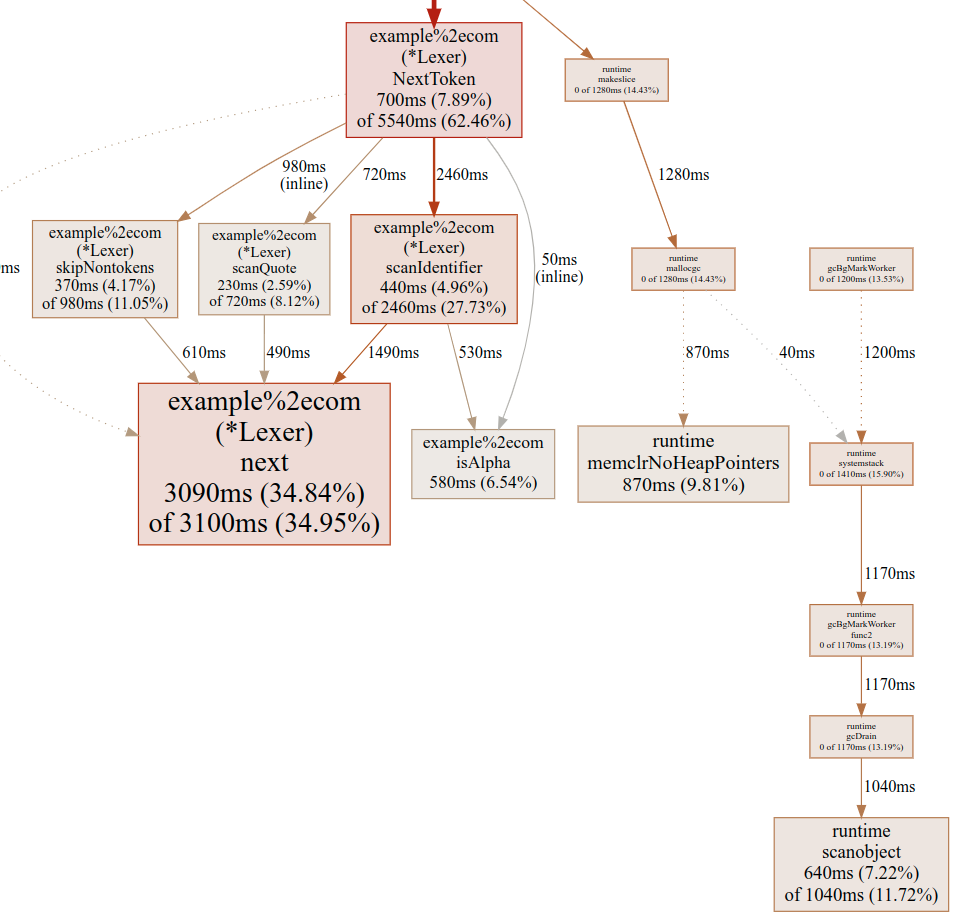 example%2ecom
(*Lexer)
NextToken
700ms (7.89%)
of 5540ms (62.46%)
runtime
makeslice
0 of 1280ms (14.43%)
980ms
(inline)
720ms
2460ms
1280ms
50ms
(inline)
ms
example%2ecom
(*Lexer)
skipNontokens
370ms (4.17%)
of 980ms (11.05%)
example%2ecom
(*Lexer)
scanQuote
230ms (2.59%)
of 720ms (8.12%)
example%2ecom
(*Lexer)
scanIdentifier
440ms (4.96%)
of 2460ms (27.73%)
runtime
mallocgc
0 of 1280ms (14.43%)
runtime
gcBgMarkWorker
0 of 1200ms (13.53%)
610ms
490ms
1490ms
530ms
870ms
40ms
1200ms
example%2ecom
(*Lexer)
next
3090ms (34.84%)
of 3100ms (34.95%)
example%2ecom
isAlpha
580ms (6.54%)
runtime
memclrNoHeapPointers
870ms (9.81%)
runtime
systemstack
0 of 1410ms (15.90%)
1170ms
runtime
gcBgMarkWorker
func2
0 of 1170ms (13.19%)
1170ms
runtime
gcDrain
0 of 1170ms (13.19%)
1040ms
runtime
scanobject
640ms (7.22%)
of 1040ms (11.72%)